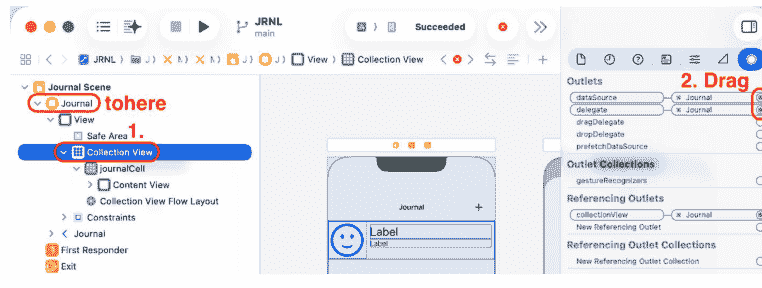 JRNL
main
Succeeded
JRNL
View
Collection View
Journal Scene
Journal
tohere
View
Safe Area
1.
Collection View
journalCell
Content View
Collection View Flow Layout
Constraints
Journal
First Responder
Exit
Journal
+
Label
Label
Outlets
2. Drag
dataSource
Journal
delegate
Journal
dragDelegate
dropDelegate
prefetchDataSource
Outlet Collections
gestureRecognizers
Referencing Outlets
collectionView
Journal
New Referencing Outlet
Referencing Outlet Collections
New Referencing Outlet Collection